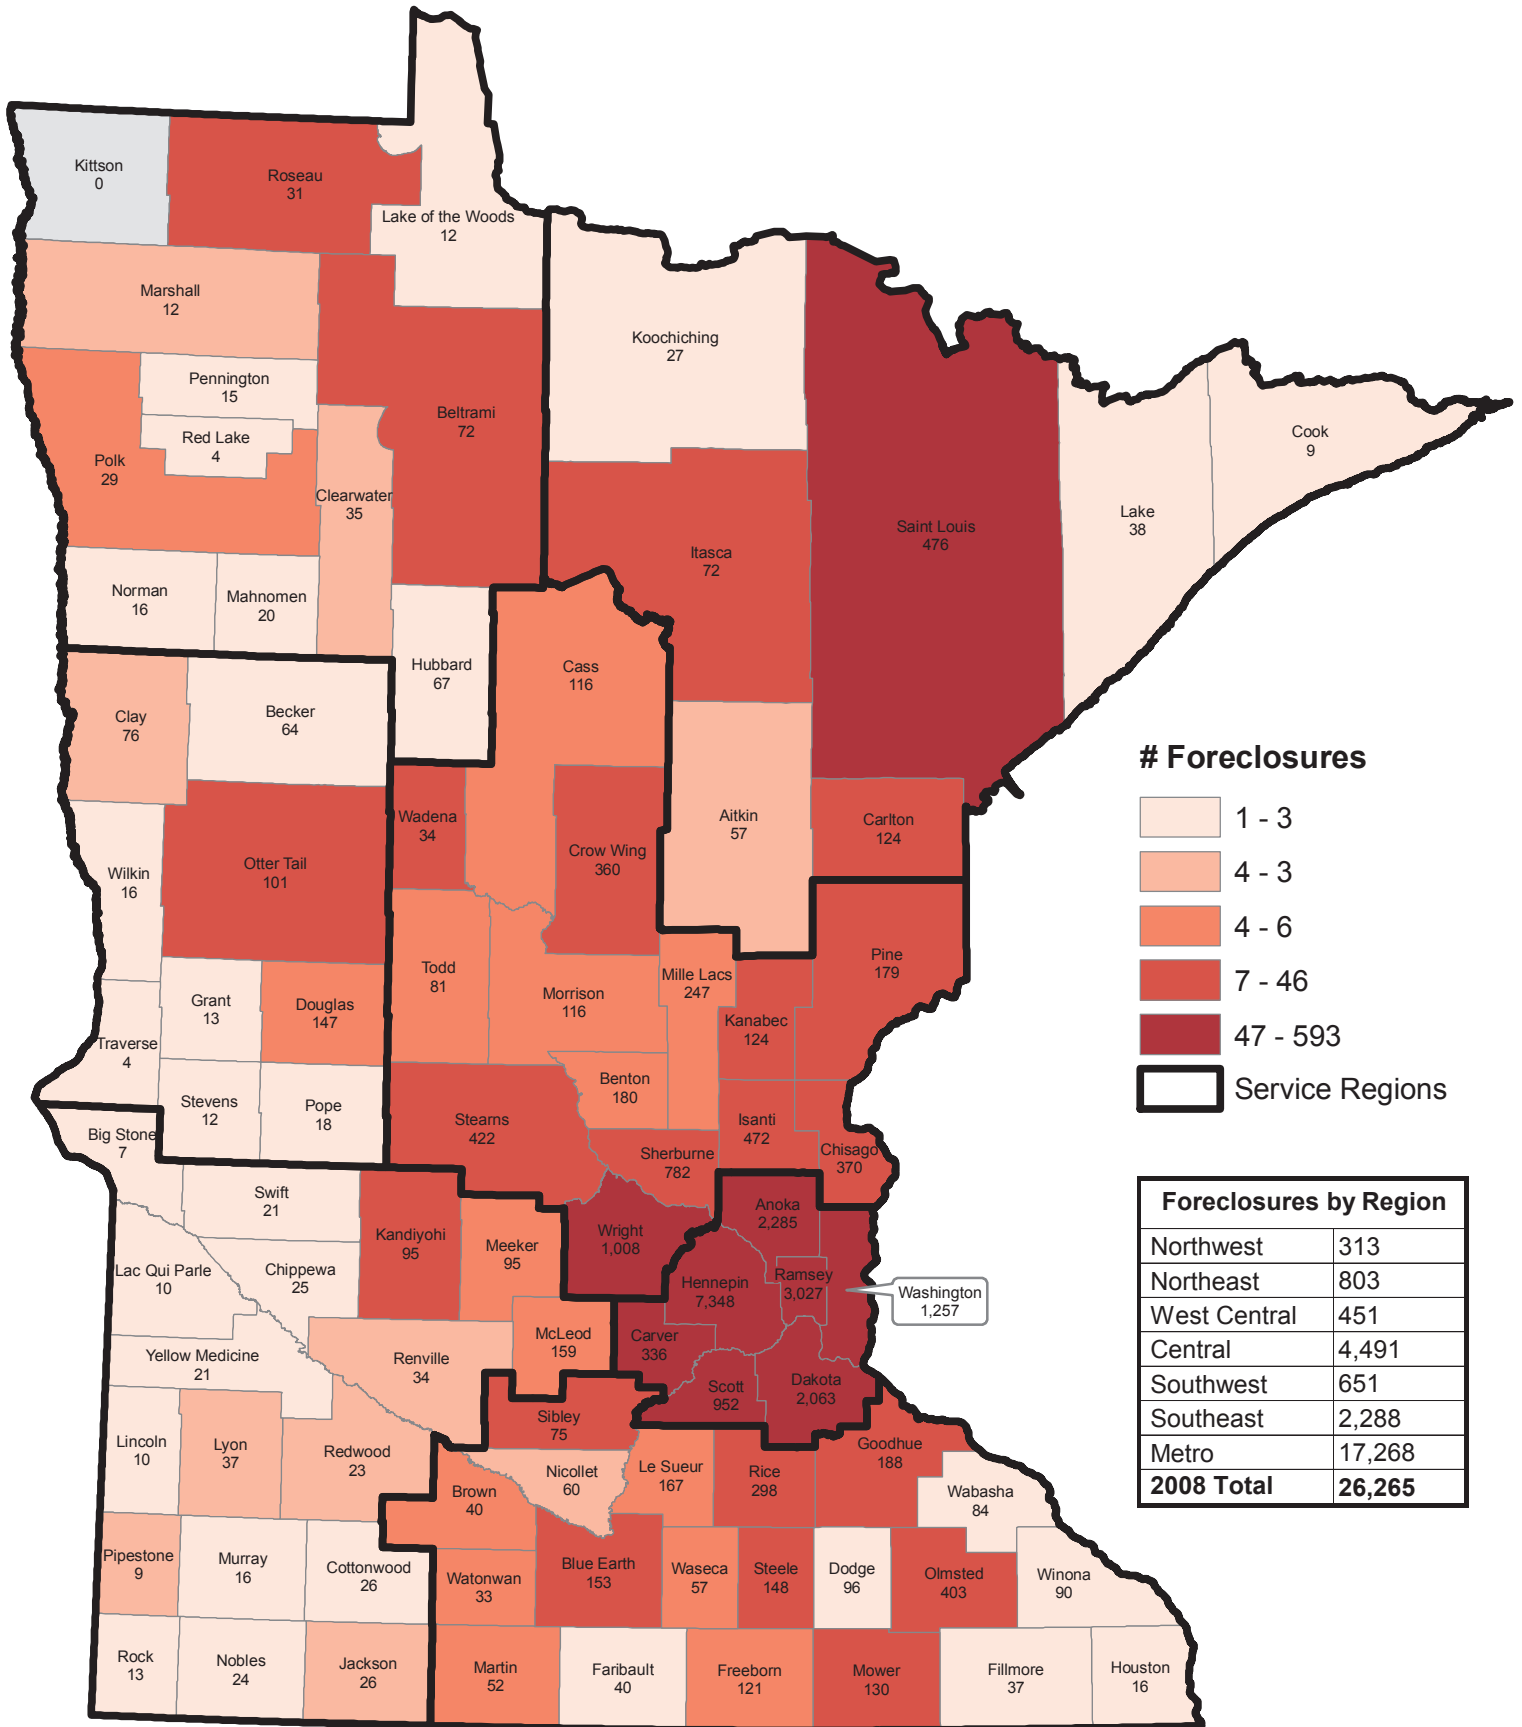 Kittson
0
Roseau
31
Lake of the Woods
12
Marshall
12
Koochiching
27
Pennington
15
Beltrami
72
Red Lake
4
Polk
29
Clearwater
35
Cook
9
Lake
38
Saint Louis
476
Itasca
72
Norman
16
Mahnomen
20
Hubbard
67
Cass
116
Clay
76
Becker
64
Wadena
34
Aitkin
57
Carlton
124
Crow Wing
360
Otter Tail
101
Wilkin
16
Todd
81
Morrison
116
Mille Lacs
247
Pine
179
Grant
13
Douglas
147
Kanabec
124
Traverse
4
Benton
180
Stevens
12
Pope
18
Stearns
422
Isanti
472
Big Stone
7
Sherburne
782
Chisago
370
Swift
21
Kandiyohi
95
Meeker
95
Wright
1,008
Anoka
2,285
Lac Qui Parle
10
Chippewa
25
Hennepin
7,348
Ramsey
3,027
Washington
1,257
McLeod
159
Carver
336
Yellow Medicine
21
Renville
34
Scott
952
Dakota
2,063
Sibley
75
Lincoln
10
Lyon
37
Redwood
23
Nicollet
60
Le Sueur
167
Rice
298
Goodhue
188
Brown
40
Wabasha
84
Pipestone
9
Murray
16
Cottonwood
26
Watonwan
33
Blue Earth
153
Waseca
57
Steele
148
Dodge
96
Olmsted
403
Winona
90
Rock
13
Nobles
24
Jackson
26
Martin
52
Faribault
40
Freeborn
121
Mower
130
Fillmore
37
Houston
16
# Foreclosures
1 - 3
4 - 3
4 - 6
7 - 46
47 - 593
Service Regions
Foreclosures by Region
Northwest 313
Northeast 803
West Central 451
Central 4,491
Southwest 651
Southeast 2,288
Metro 17,268
2008 Total 26,265